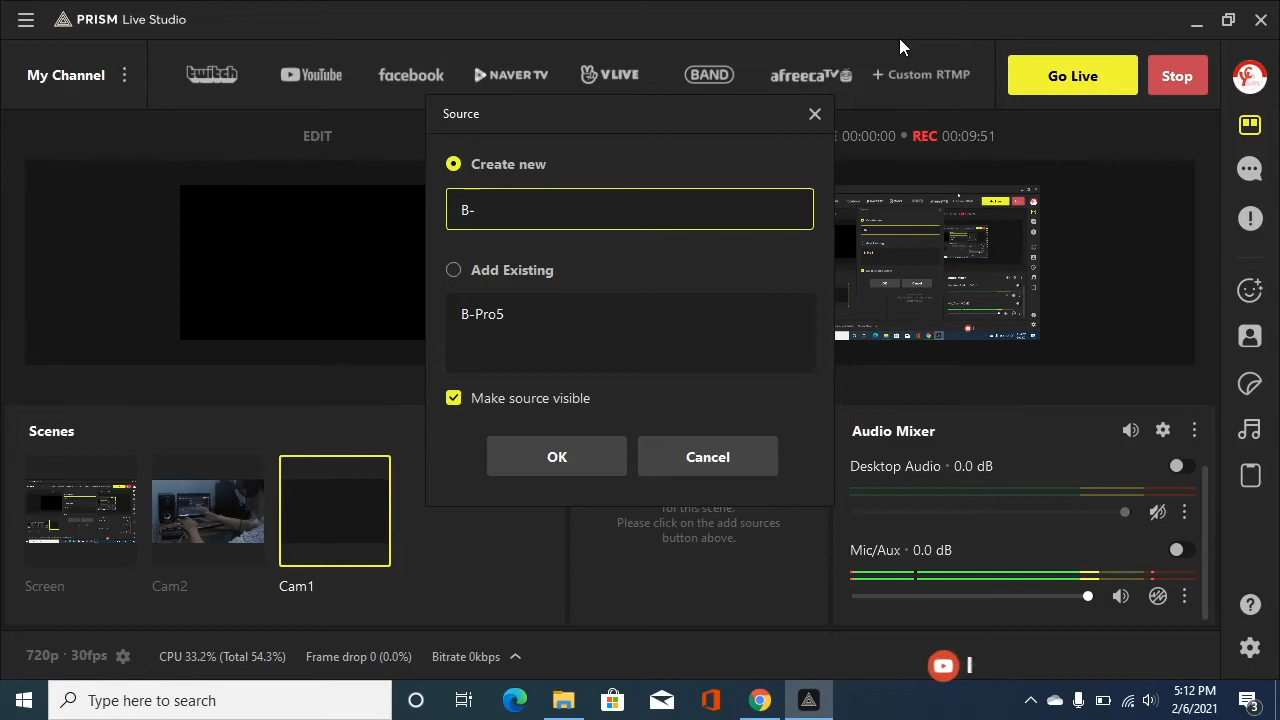 PRISM Live Studio
My Channel
twitch
YouTube
facebook
NAVER TV
VLIVE
BAND
afreecaTV
+ Custom RTMP
Go Live
Stop
EDIT
Source
00:00:00 • REC 00:09:51
Create new
B-
Add Existing
B-Pro5
Make source visible
OK
Cancel
for this scene.
Please click on the add sources
button above.
Scenes
Screen
Cam2
Cam1
Audio Mixer
Desktop Audio • 0.0 dB
Mic/Aux • 0.0 dB
720p · 30fps
CPU 33.2% (Total 54.3%)
Frame drop 0 (0.0%)
Bitrate 0kbps
Type here to search
5:12 PM
2/6/2021
3